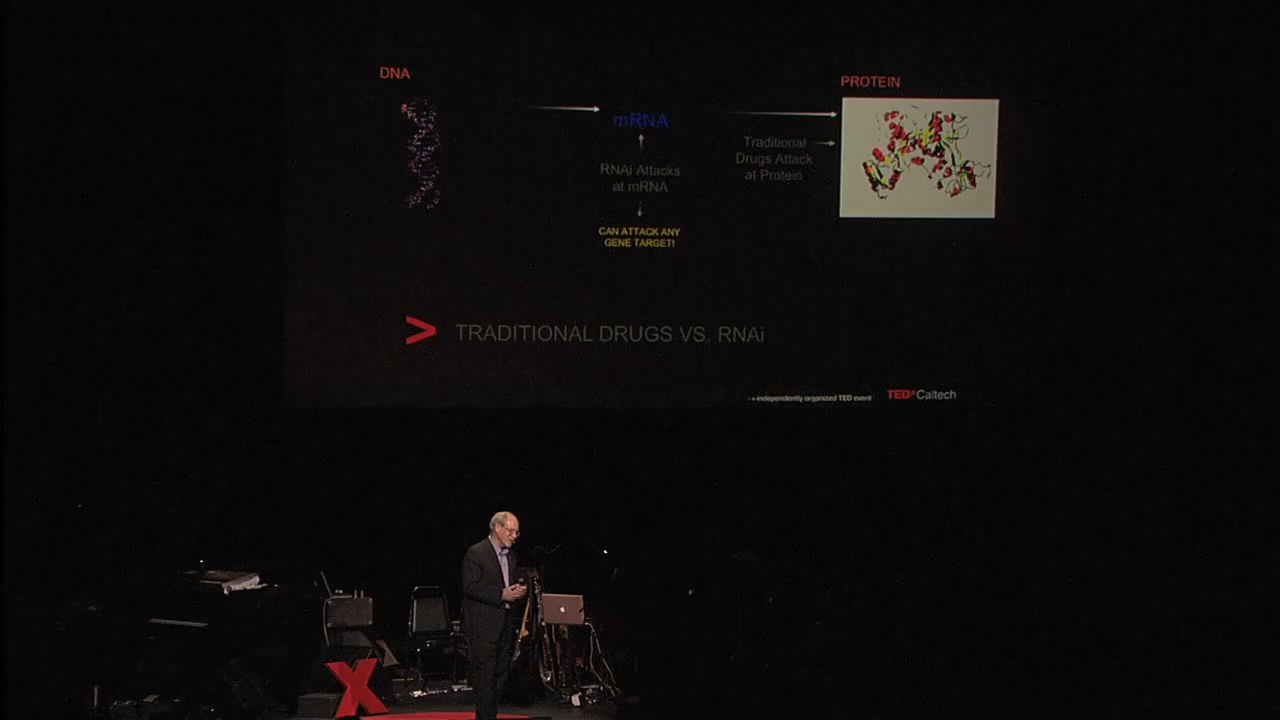 DNA
PROTEIN
mRNA
Traditional
Drugs Attack
at Protein
RNAi Attacks
at mRNA
CAN ATTACK ANY
GENE TARGET!
> TRADITIONAL DRUGS VS. RNAi
independently organized TED event
TEDxCaltech
X